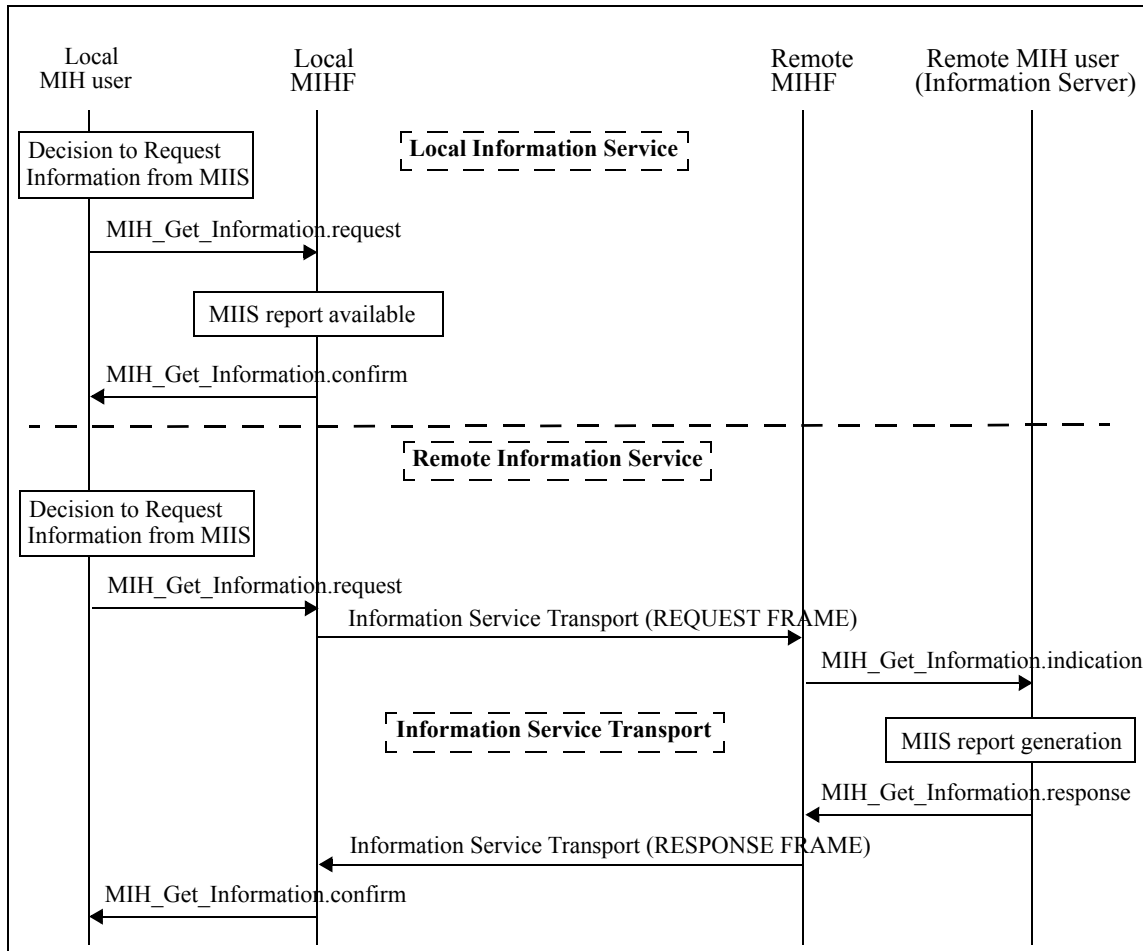 Local
MIH user
Local
MIHF
Remote
MIHF
Remote MIH user
(Information Server)
Decision to Request
Information from MIIS
Local Information Service
MIH_Get_Information.request
MIIS report available
MIH_Get_Information.confirm
Remote Information Service
Decision to Request
Information from MIIS
MIH_Get_Information.request
Information Service Transport (REQUEST FRAME)
MIH_Get_Information.indication
Information Service Transport
MIIS report generation
MIH_Get_Information.response
Information Service Transport (RESPONSE FRAME)
MIH_Get_Information.confirm